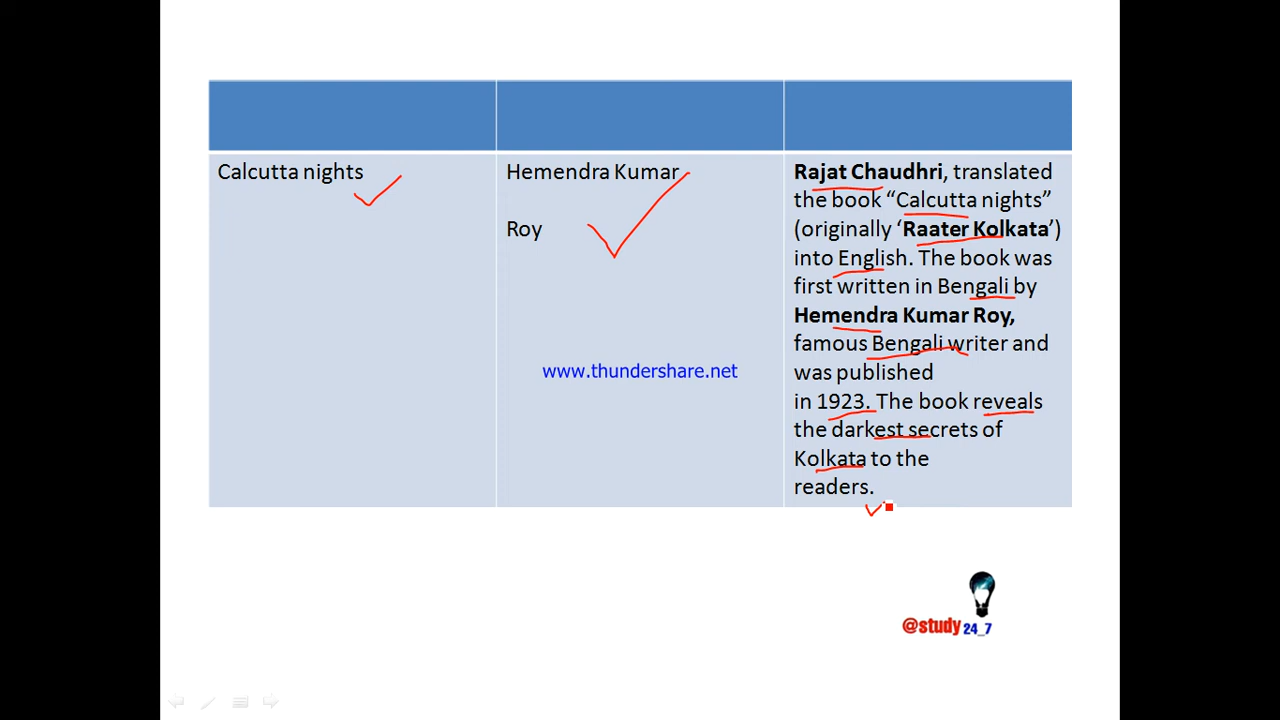 Calcutta nights
Hemendra Kumar
Roy
Rajat Chaudhri, translated
the book “Calcutta nights”
(originally ‘Raater Kolkata’)
into English. The book was
first written in Bengali by
Hemendra Kumar Roy,
famous Bengali writer and
was published
in 1923. The book reveals
the darkest secrets of
Kolkata to the
readers.
www.thundershare.net
@study 24_7